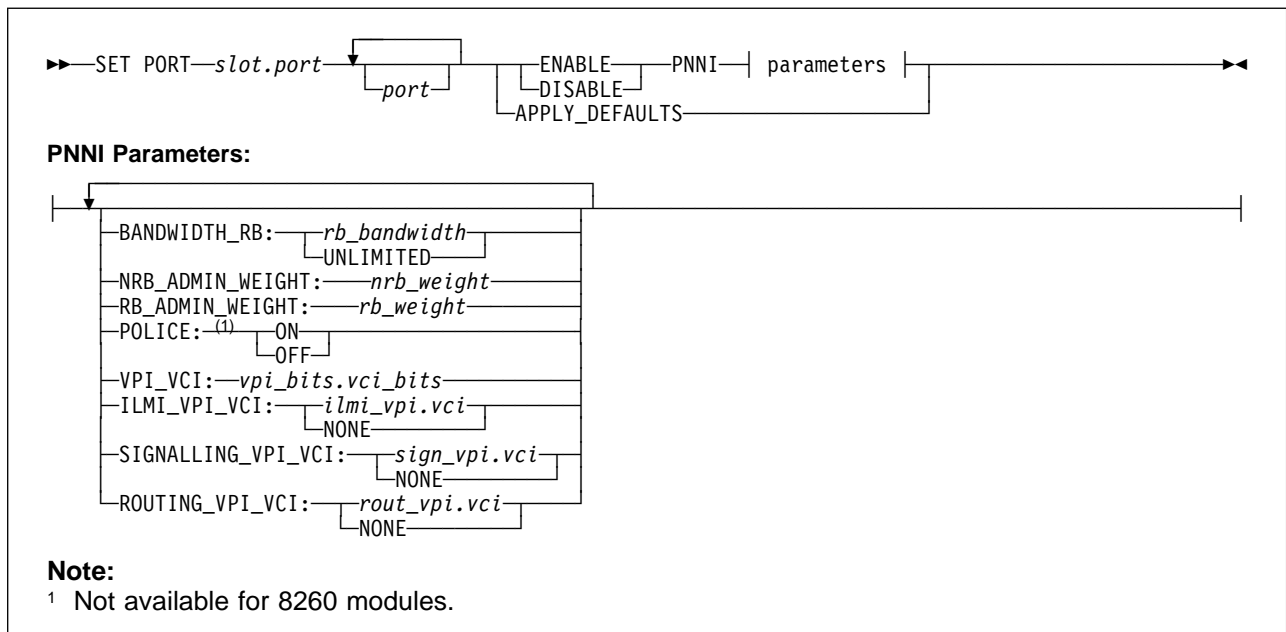 SET PORT slot.port port ENABLE PNNI parameters
DISABLE
APPLY_DEFAULTS
PNNI Parameters:
BANDWIDTH_RB: rb_bandwidth
UNLIMITED
NRB_ADMIN_WEIGHT: nrb_weight
RB_ADMIN_WEIGHT: rb_weight
POLICE: (1) ON
OFF
VPI_VCI: vpi_bits.vci_bits
ILMI_VPI_VCI: ilmi_vpi.vci
NONE
SIGNALLING_VPI_VCI: sign_vpi.vci
NONE
ROUTING_VPI_VCI: rout_vpi.vci
NONE
Note:
1 Not available for 8260 modules.